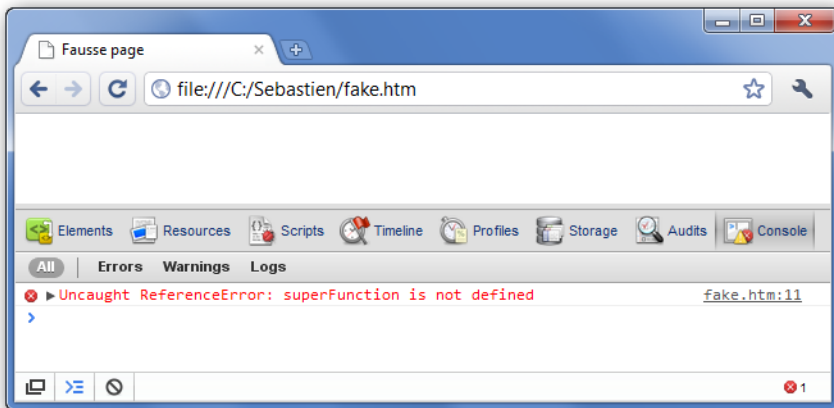 Fausse page
file:///C:/Sebastien/fake.htm
Elements Resources Scripts Timeline Profiles Storage Audits Console
All Errors Warnings Logs
Uncaught ReferenceError: superFunction is not defined fake.htm:11
1